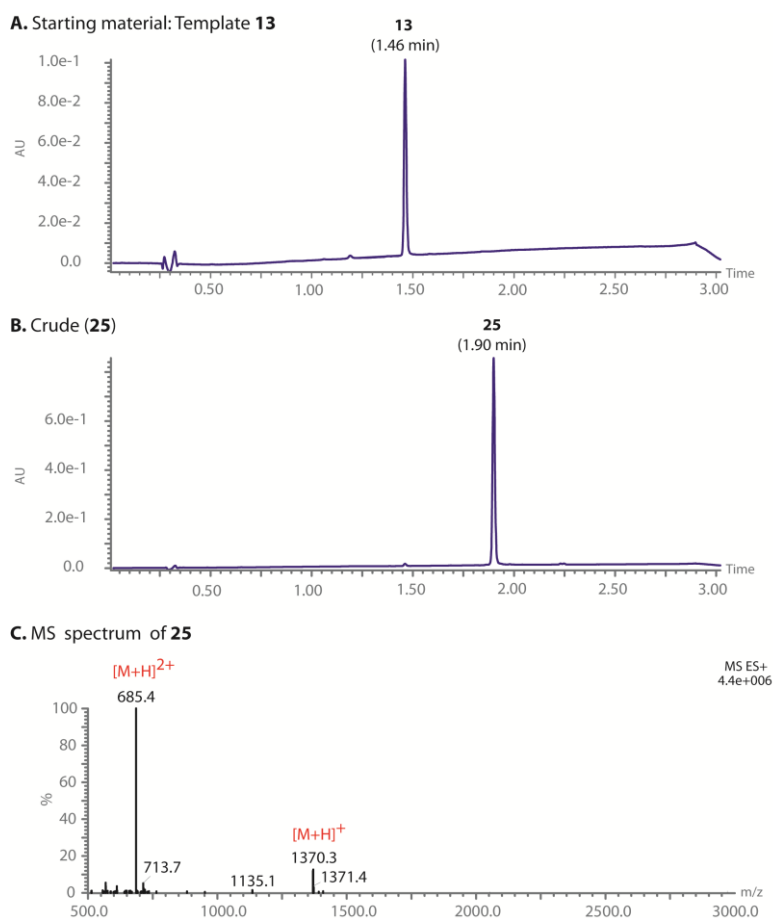 A. Starting material: Template 13
13
(1.46 min)
1.0e-1
8.0e-2
6.0e-2
4.0e-2
2.0e-2
0.0
AU
0.50 1.00 1.50 2.00 2.50 3.00
Time
B. Crude (25)
25
(1.90 min)
6.0e-1
4.0e-1
2.0e-1
0.0
AU
0.50 1.00 1.50 2.00 2.50 3.00
Time
C. MS spectrum of 25
[M+H]2+
685.4
MS ES+
4.4e+006
100
80
60
40
20
0
%
[M+H]+
1370.3
713.7
1135.1
1371.4
500.0 1000.0 1500.0 2000.0 2500.0 3000.0
m/z